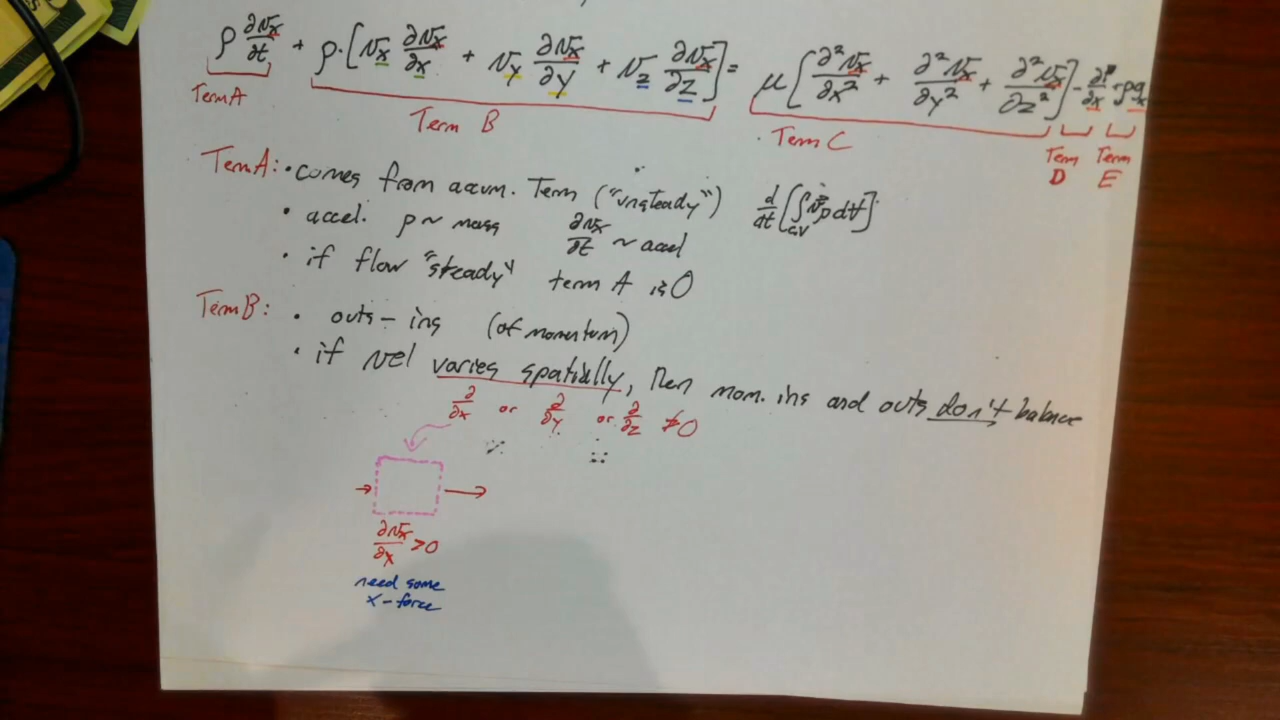 ρ ∂vx/∂t + ρ·[vx ∂vx/∂x + vy ∂vx/∂y + vz ∂vx/∂z] = μ[∂²vx/∂x² + ∂²vx/∂y² + ∂²vx/∂z²] - ∂P/∂x + ρgx
Term A
Term B
Term C
Term D
Term E
Term A: • comes from accum. Term ("unsteady") d/dt[∫cv v ρ dV]
• accel. ρ ~ mass ∂vx/∂t ~ accel
• if flow "steady" term A is 0
Term B: • outs - ins (of momentum)
• if vel varies spatially, then mom. ins and outs don't balance
∂/∂x or ∂/∂y or ∂/∂z ≠ 0
∂vx/∂x > 0
need some
x-force